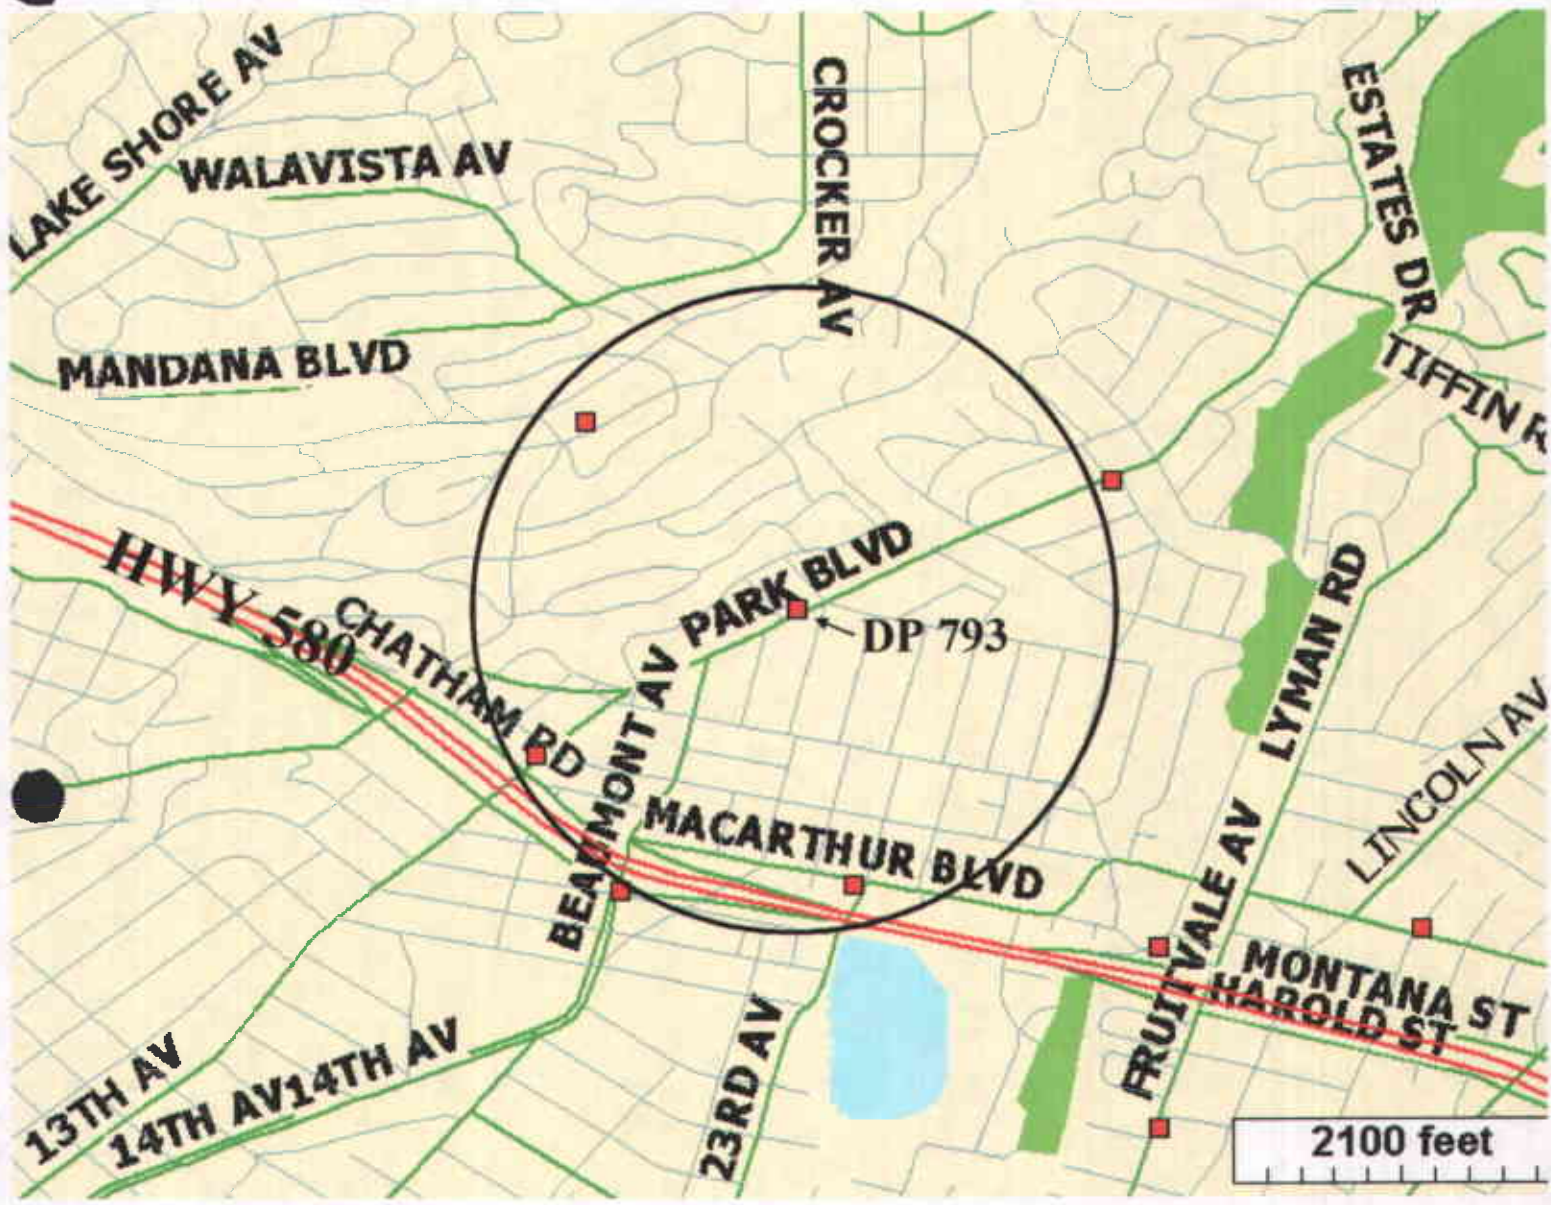 LAKE SHORE AV
WALAVISTA AV
CROCKER AV
ESTATES DR
MANDANA BLVD
TIFFIN R
HWY 580
CHATHAM RD
PARK BLVD
DP 793
BEAUMONT AV
LYMAN RD
LINCOLN AV
MACARTHUR BLVD
FRUITVALE AV
MONTANA ST
HAROLD ST
13TH AV
14TH AV14TH AV
23RD AV
2100 feet